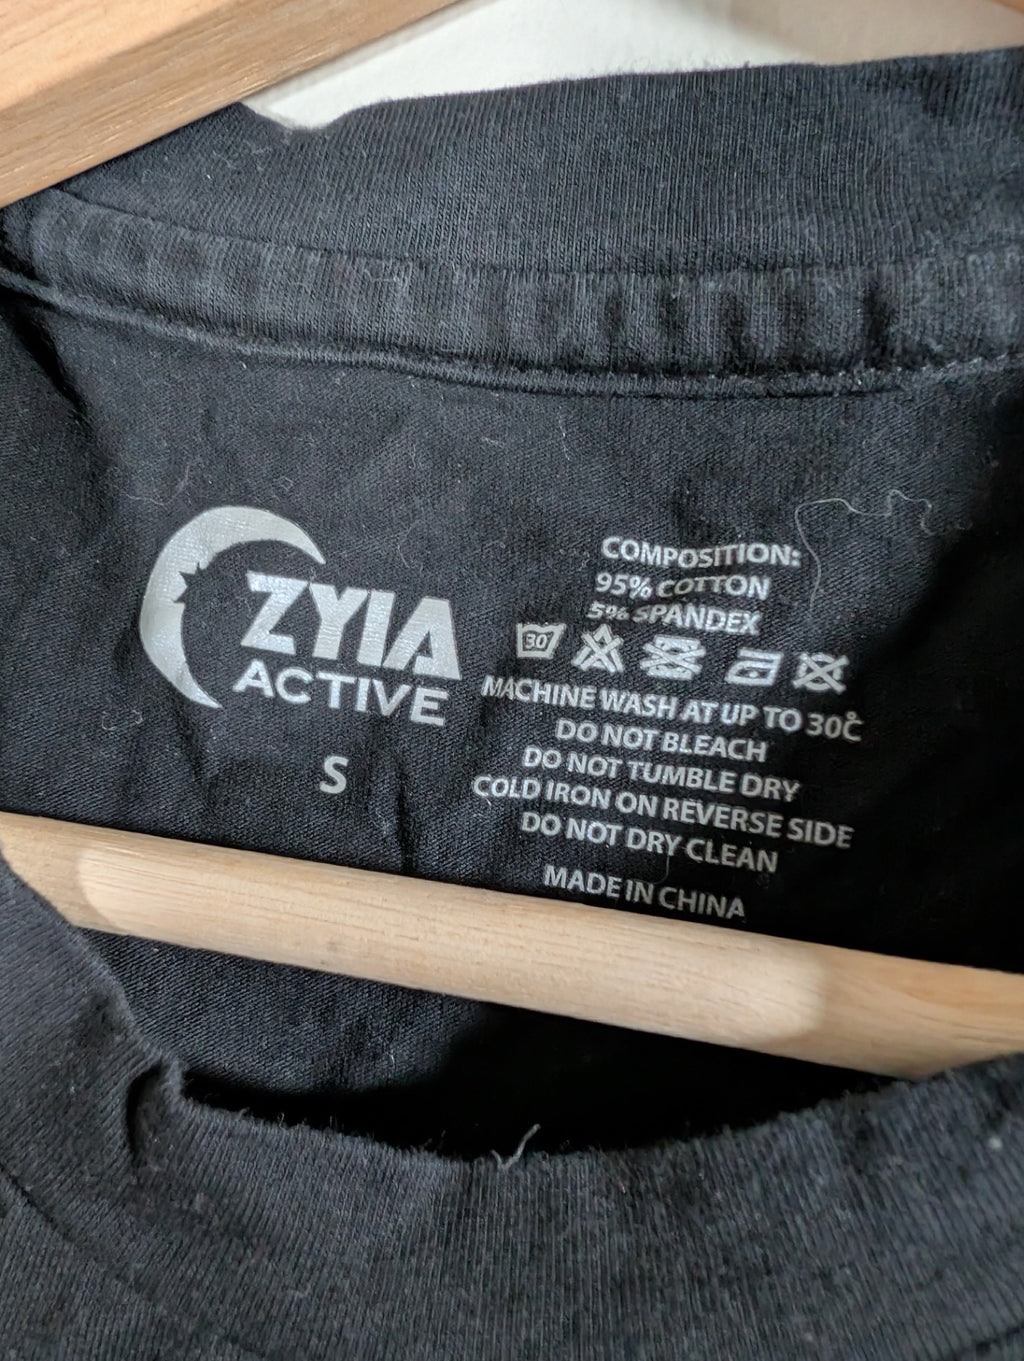 ZYIA
ACTIVE
S
COMPOSITION:
95% COTTON
5% SPANDEX
30
MACHINE WASH AT UP TO 30℃
DO NOT BLEACH
DO NOT TUMBLE DRY
COLD IRON ON REVERSE SIDE
DO NOT DRY CLEAN
MADE IN CHINA